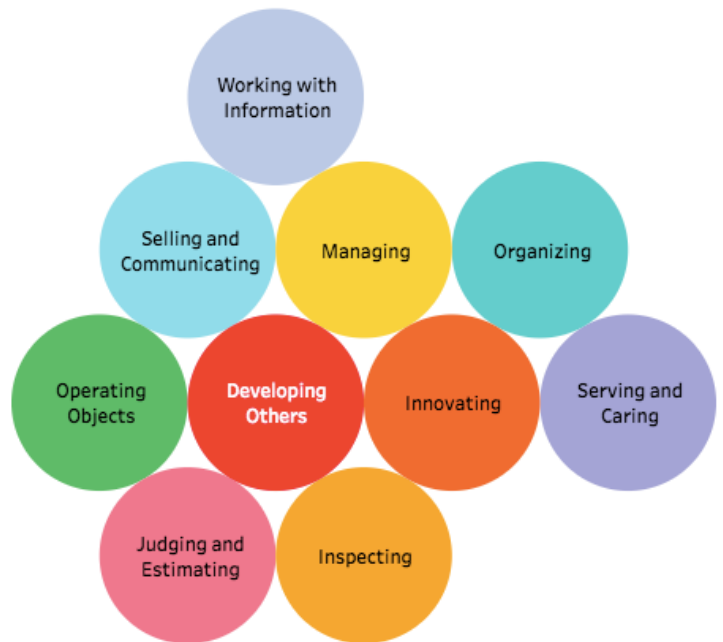 Working with
Information
Selling and
Communicating
Managing
Organizing
Operating
Objects
Developing
Others
Innovating
Serving and
Caring
Judging and
Estimating
Inspecting